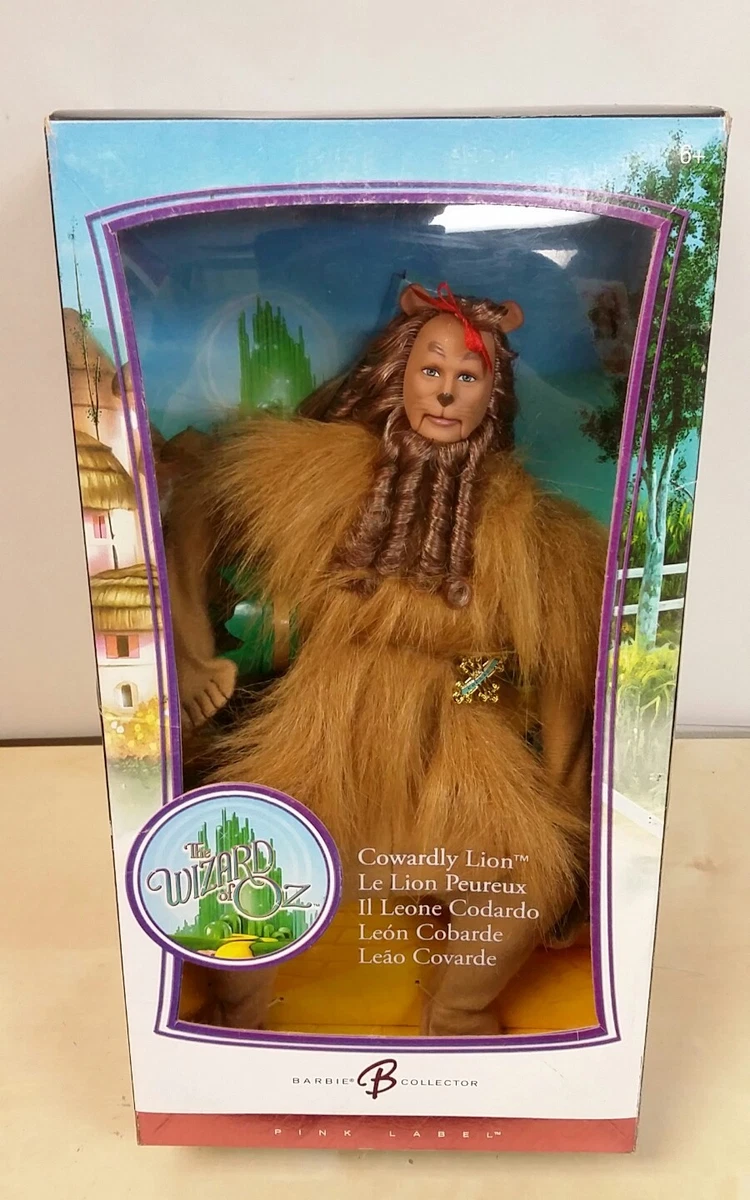 6+
The
WIZARD
of OZ™
Cowardly Lion™
Le Lion Peureux
Il Leone Codardo
León Cobarde
Leão Covarde
BARBIE® B COLLECTOR
PINK LABEL™